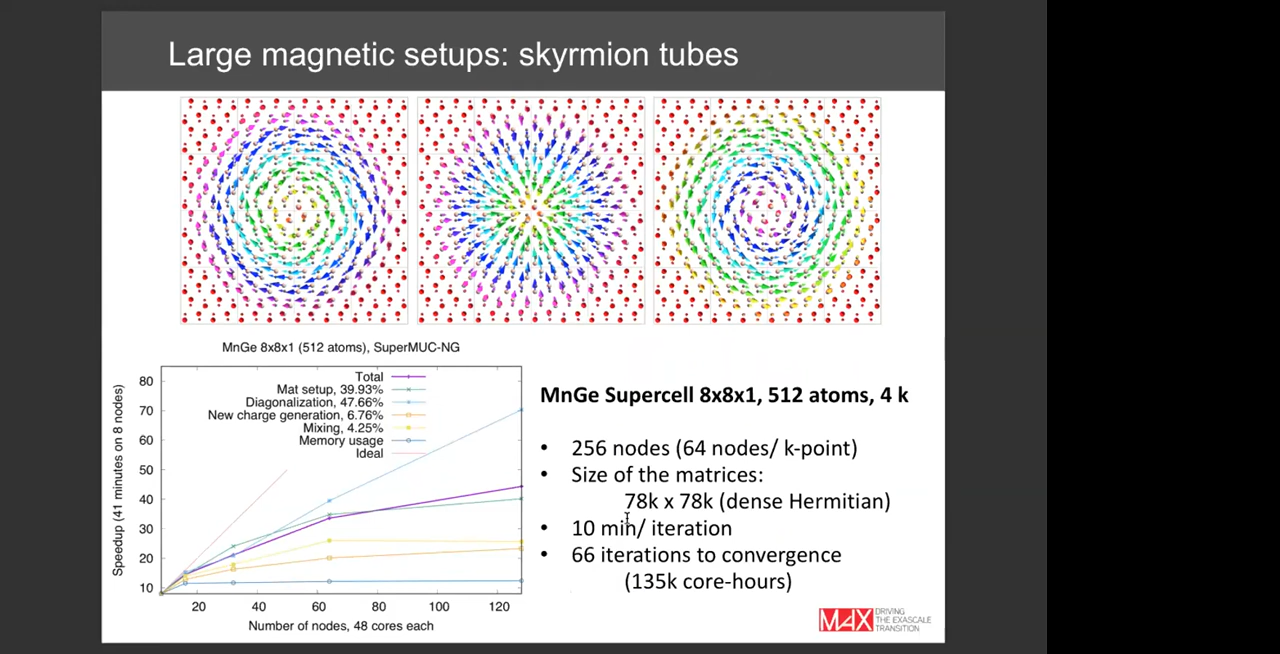 Large magnetic setups: skyrmion tubes
MnGe 8x8x1 (512 atoms), SuperMUC-NG
Speedup (41 minutes on 8 nodes)
80
70
60
50
40
30
20
10
Total
Mat setup, 39.93%
Diagonalization, 47.66%
New charge generation, 6.76%
Mixing, 4.25%
Memory usage
Ideal
20 40 60 80 100 120
Number of nodes, 48 cores each
MnGe Supercell 8x8x1, 512 atoms, 4 k
• 256 nodes (64 nodes/ k-point)
• Size of the matrices:
78k x 78k (dense Hermitian)
• 10 min/ iteration
• 66 iterations to convergence
(135k core-hours)
MAX
DRIVING
THE EXASCALE
TRANSITION